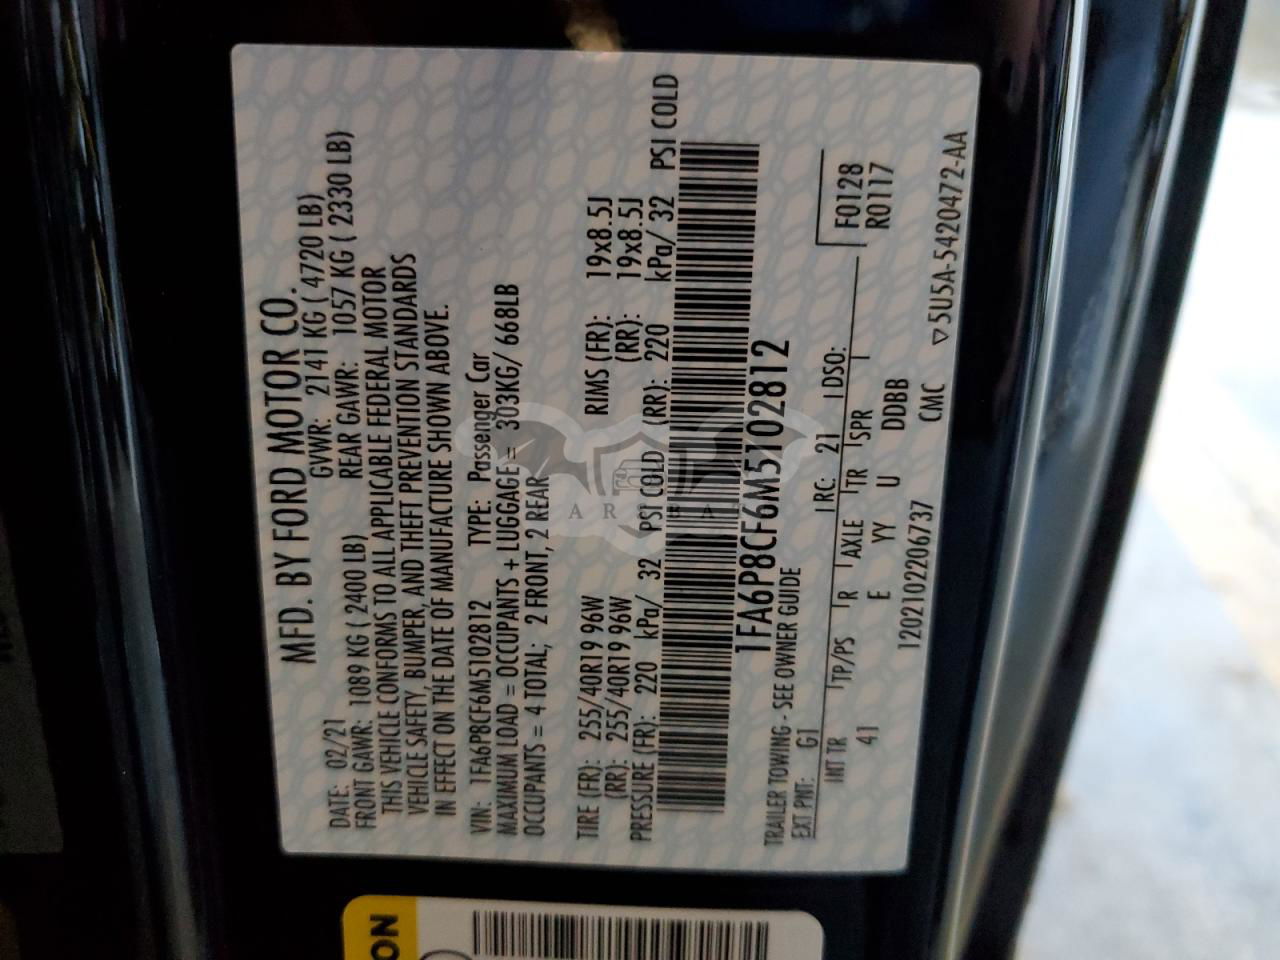 MFD. BY FORD MOTOR CO.
DATE: 02/21 GVWR: 2141 KG ( 4720 LB)
FRONT GAWR: 1089 KG ( 2400 LB) REAR GAWR: 1057 KG ( 2330 LB)
THIS VEHICLE CONFORMS TO ALL APPLICABLE FEDERAL MOTOR
VEHICLE SAFETY, BUMPER, AND THEFT PREVENTION STANDARDS
IN EFFECT ON THE DATE OF MANUFACTURE SHOWN ABOVE.
VIN: 1FA6P8CF6M5102812 TYPE: Passenger Car
MAXIMUM LOAD = OCCUPANTS + LUGGAGE = 303KG/ 668LB
OCCUPANTS = 4 TOTAL; 2 FRONT, 2 REAR
TIRE (FR): 255/40R19 96W RIMS (FR): 19x8.5J
(RR): 255/40R19 96W (RR): 19x8.5J
PRESSURE (FR): 220 kPa/ 32 PSI COLD (RR): 220 kPa/ 32 PSI COLD
1FA6P8CF6M5102812
TRAILER TOWING - SEE OWNER GUIDE
EXT PNT: G1 RC: 21 DSO: F0128
INT TR TP/PS R AXLE TR SPR R0117
41 E YY U DDBB
12021022067​37 CMC ▽5U5A-5420472-AA
ON